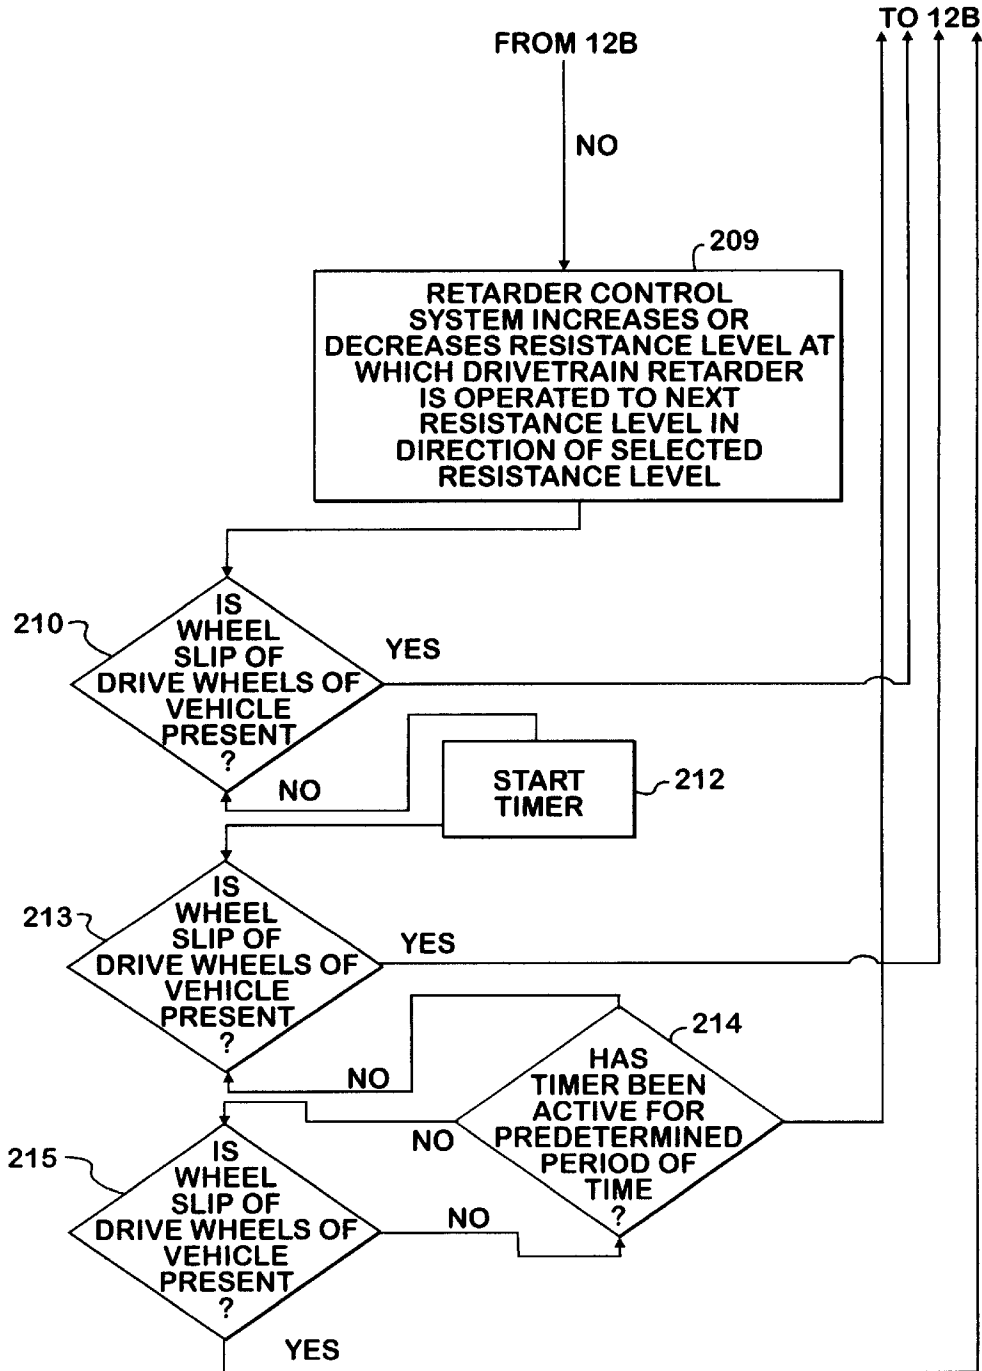 TO 12B
FROM 12B
NO
209
RETARDER CONTROL
SYSTEM INCREASES OR
DECREASES RESISTANCE LEVEL AT
WHICH DRIVETRAIN RETARDER
IS OPERATED TO NEXT
RESISTANCE LEVEL IN
DIRECTION OF SELECTED
RESISTANCE LEVEL
210
IS
WHEEL
SLIP OF
DRIVE WHEELS OF
VEHICLE
PRESENT
?
YES
NO
START
TIMER
212
213
IS
WHEEL
SLIP OF
DRIVE WHEELS OF
VEHICLE
PRESENT
?
YES
NO
214
HAS
TIMER BEEN
ACTIVE FOR
PREDETERMINED
PERIOD OF
TIME
?
NO
215
IS
WHEEL
SLIP OF
DRIVE WHEELS OF
VEHICLE
PRESENT
?
NO
YES